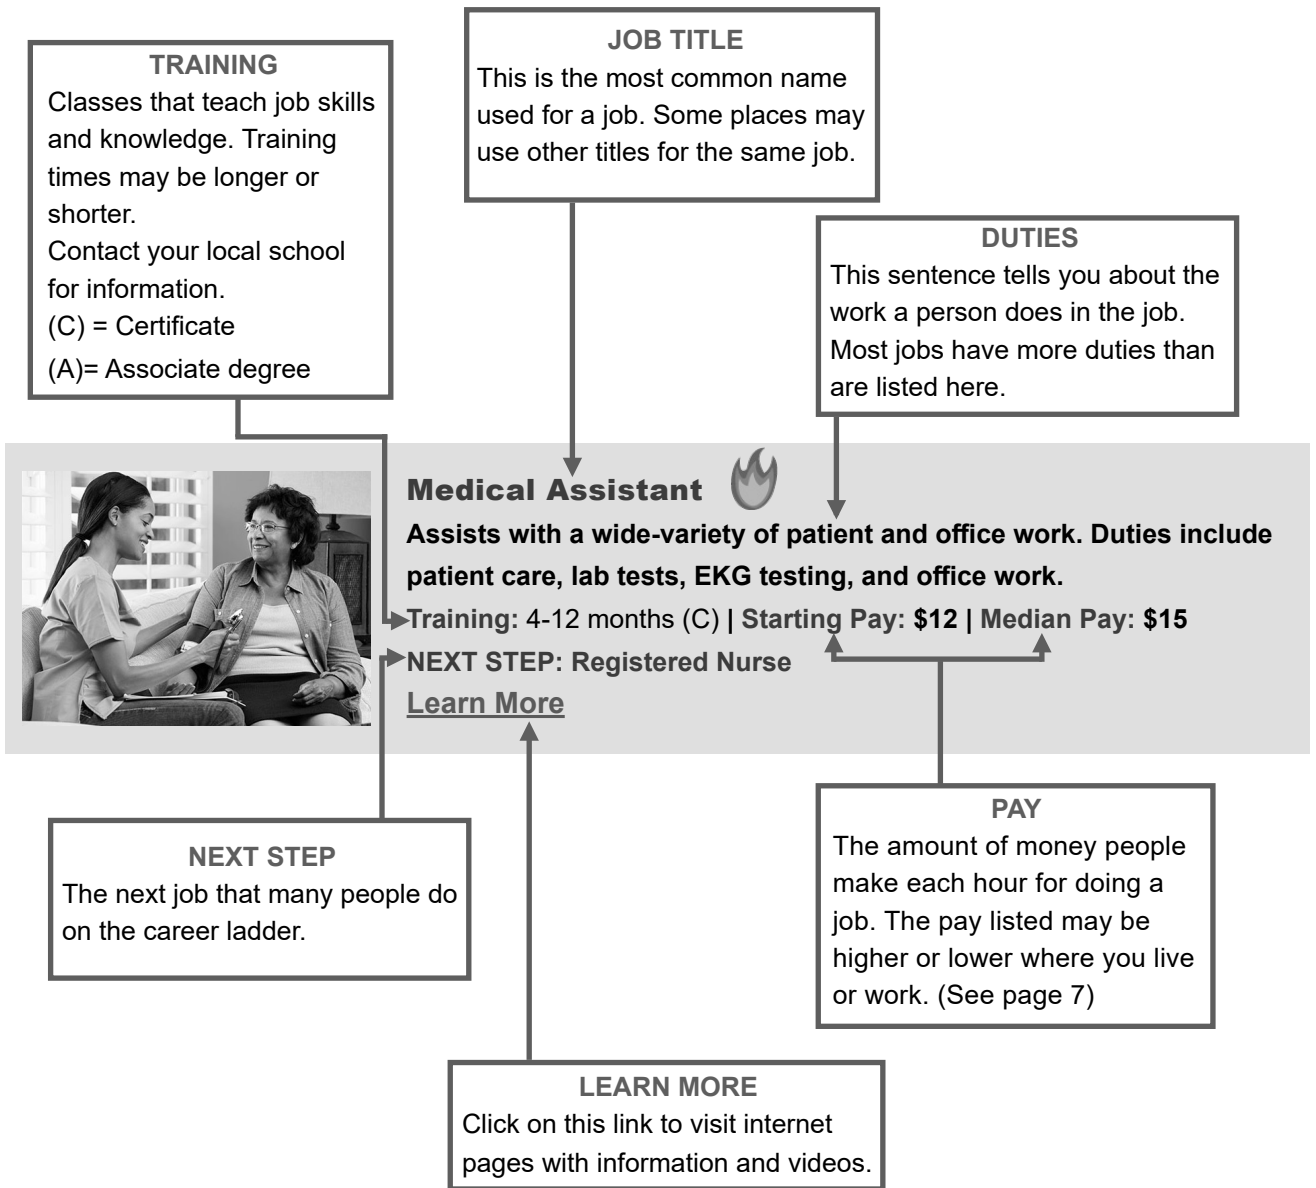 JOB TITLE
This is the most common name
used for a job. Some places may
use other titles for the same job.
TRAINING
Classes that teach job skills
and knowledge. Training
times may be longer or
shorter.
Contact your local school
for information.
(C) = Certificate
(A)= Associate degree
DUTIES
This sentence tells you about the
work a person does in the job.
Most jobs have more duties than
are listed here.
Medical Assistant
Assists with a wide-variety of patient and office work. Duties include
patient care, lab tests, EKG testing, and office work.
Training: 4-12 months (C) | Starting Pay: $12 | Median Pay: $15
NEXT STEP: Registered Nurse
Learn More
NEXT STEP
The next job that many people do
on the career ladder.
PAY
The amount of money people
make each hour for doing a
job. The pay listed may be
higher or lower where you live
or work. (See page 7)
LEARN MORE
Click on this link to visit internet
pages with information and videos.